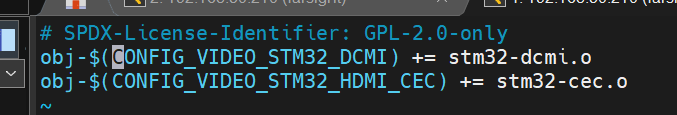 # SPDX-License-Identifier: GPL-2.0-only
obj-$(CONFIG_VIDEO_STM32_DCMI) += stm32-dcmi.o
obj-$(CONFIG_VIDEO_STM32_HDMI_CEC) += stm32-cec.o
~